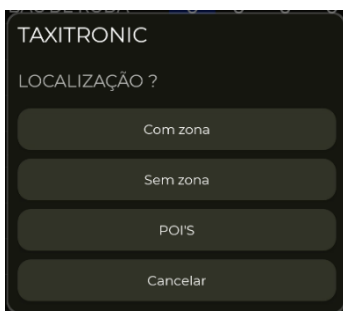 TAXITRONIC
LOCALIZAÇÃO ?
Com zona
Sem zona
POI'S
Cancelar